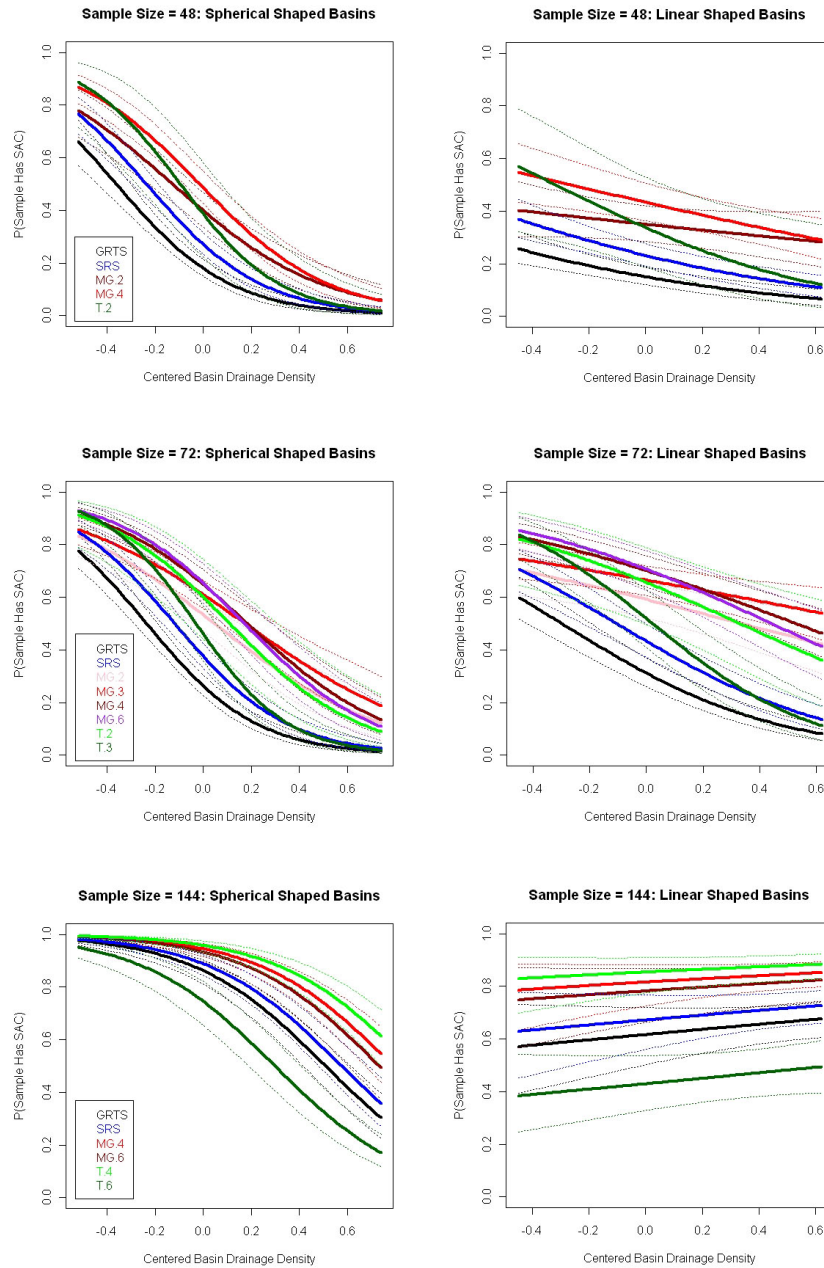 Sample Size = 48: Spherical Shaped Basins
P(Sample Has SAC)
0.0 0.2 0.4 0.6 0.8 1.0
GRTS
SRS
MG.2
MG.4
T.2
-0.4 -0.2 0.0 0.2 0.4 0.6
Centered Basin Drainage Density
Sample Size = 48: Linear Shaped Basins
P(Sample Has SAC)
0.0 0.2 0.4 0.6 0.8 1.0
-0.4 -0.2 0.0 0.2 0.4 0.6
Centered Basin Drainage Density
Sample Size = 72: Spherical Shaped Basins
P(Sample Has SAC)
0.0 0.2 0.4 0.6 0.8 1.0
GRTS
SRS
MG.2
MG.3
MG.4
MG.6
T.2
T.3
-0.4 -0.2 0.0 0.2 0.4 0.6
Centered Basin Drainage Density
Sample Size = 72: Linear Shaped Basins
P(Sample Has SAC)
0.0 0.2 0.4 0.6 0.8 1.0
-0.4 -0.2 0.0 0.2 0.4 0.6
Centered Basin Drainage Density
Sample Size = 144: Spherical Shaped Basins
P(Sample Has SAC)
0.0 0.2 0.4 0.6 0.8 1.0
GRTS
SRS
MG.4
MG.6
T.4
T.6
-0.4 -0.2 0.0 0.2 0.4 0.6
Centered Basin Drainage Density
Sample Size = 144: Linear Shaped Basins
P(Sample Has SAC)
0.0 0.2 0.4 0.6 0.8 1.0
-0.4 -0.2 0.0 0.2 0.4 0.6
Centered Basin Drainage Density